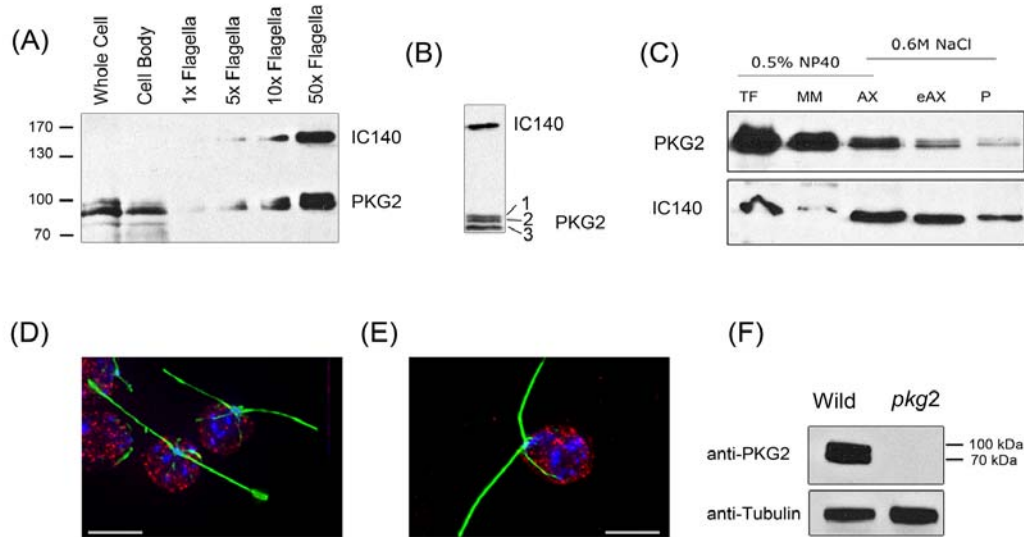 (A)
Whole Cell
Cell Body
1x Flagella
5x Flagella
10x Flagella
50x Flagella
170
130
100
70
IC140
PKG2
(B)
IC140
1
2
3
PKG2
(C)
0.6M NaCl
0.5% NP40
TF MM AX eAX P
PKG2
IC140
(D)
(E)
(F)
Wild pkg2
anti-PKG2
100 kDa
70 kDa
anti-Tubulin